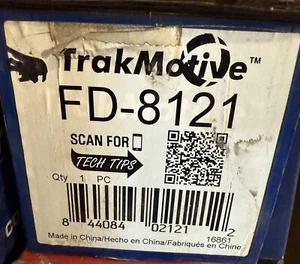 TrakMotive™
FD-8121
SCAN FOR
TECH TIPS
Qty 1 PC
8 44084 02121 2
16861
Made in China/Hecho en China/Fabriqués en Chine